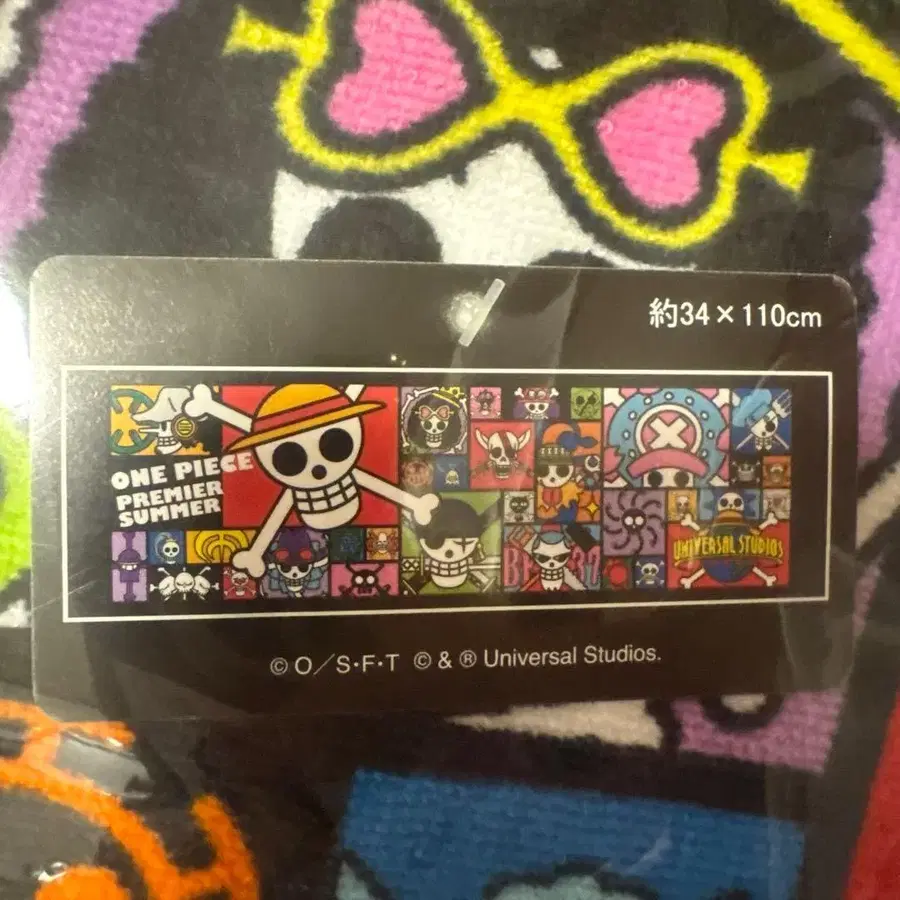 約34×110cm
ONE PIECE
PREMIER
SUMMER
UNIVERSAL STUDIOS
©O/S・F・T ©&® Universal Studios.